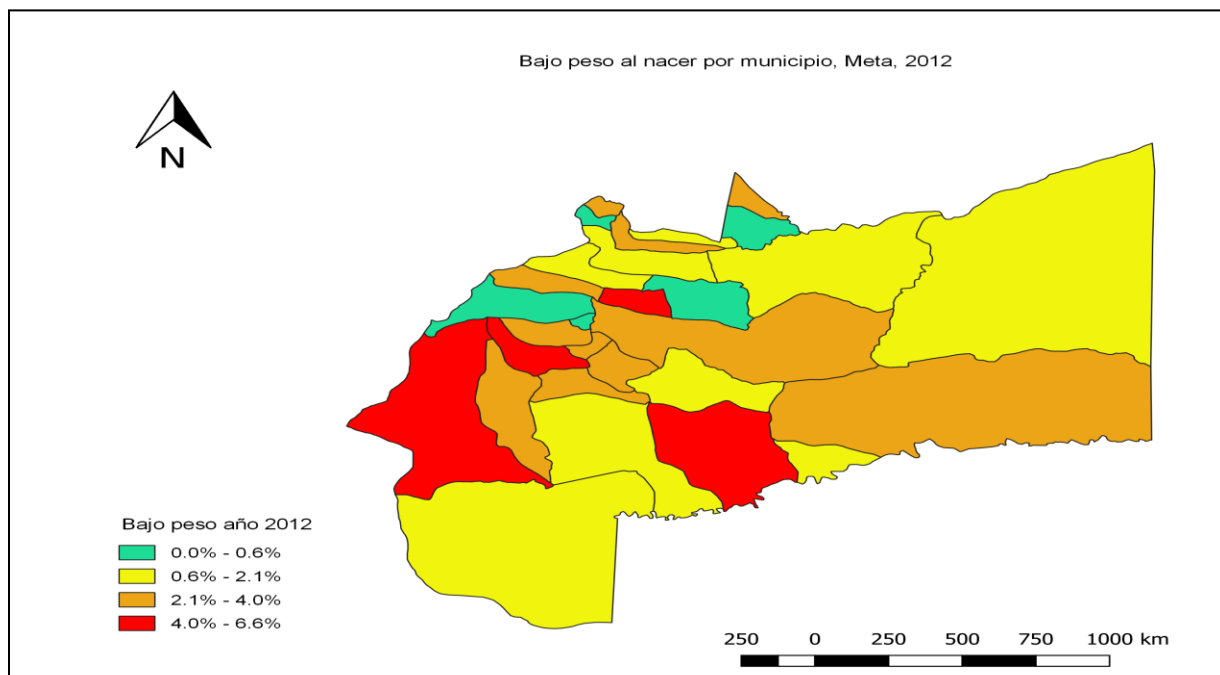 Bajo peso al nacer por municipio, Meta, 2012
N
Bajo peso año 2012
0.0% - 0.6%
0.6% - 2.1%
2.1% - 4.0%
4.0% - 6.6%
250 0 250 500 750 1000 km